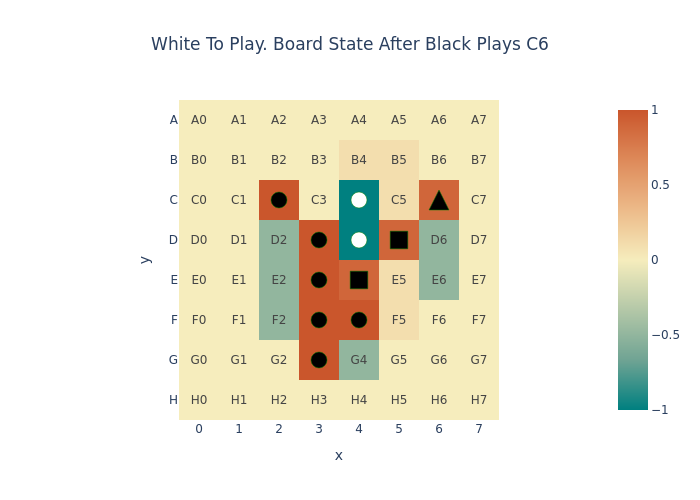 White To Play. Board State After Black Plays C6
A A0 A1 A2 A3 A4 A5 A6 A7 1
B B0 B1 B2 B3 B4 B5 B6 B7
0.5
C C0 C1 C3 C5 C7
D D0 D1 D2 D6 D7
y 0
E E0 E1 E2 E5 E6 E7
F F0 F1 F2 F5 F6 F7
−0.5
G G0 G1 G2 G4 G5 G6 G7
H H0 H1 H2 H3 H4 H5 H6 H7 −1
0 1 2 3 4 5 6 7
x